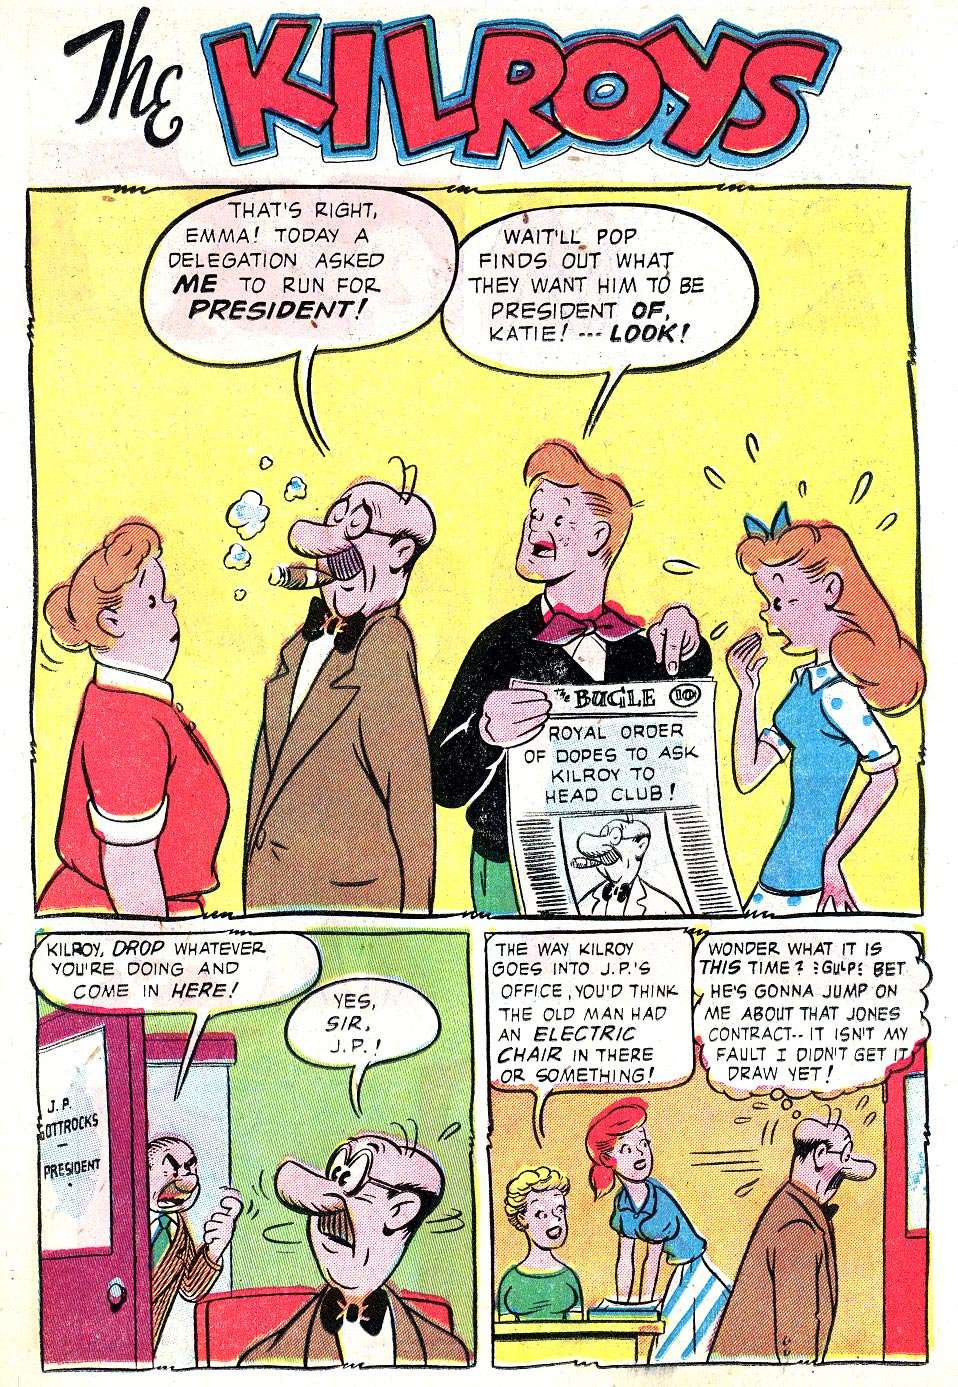 The KILROYS
THAT'S RIGHT,
EMMA! TODAY A
DELEGATION ASKED
ME TO RUN FOR
PRESIDENT!
WAIT'LL POP
FINDS OUT WHAT
THEY WANT HIM TO BE
PRESIDENT OF,
KATIE! --- LOOK!
THE BUGLE 10¢
ROYAL ORDER
OF DOPES TO ASK
KILROY TO
HEAD CLUB!
KILROY, DROP WHATEVER
YOU'RE DOING AND
COME IN HERE!
YES,
SIR,
J.P.!
J.P.
GOTTROCKS
—
PRESIDENT
THE WAY KILROY
GOES INTO J.P.'S
OFFICE, YOU'D THINK
THE OLD MAN HAD
AN ELECTRIC
CHAIR IN THERE
OR SOMETHING!
WONDER WHAT IT IS
THIS TIME? :GULP: BET
HE'S GONNA JUMP ON
ME ABOUT THAT JONES
CONTRACT-- IT ISN'T MY
FAULT I DIDN'T GET IT
DRAW YET!